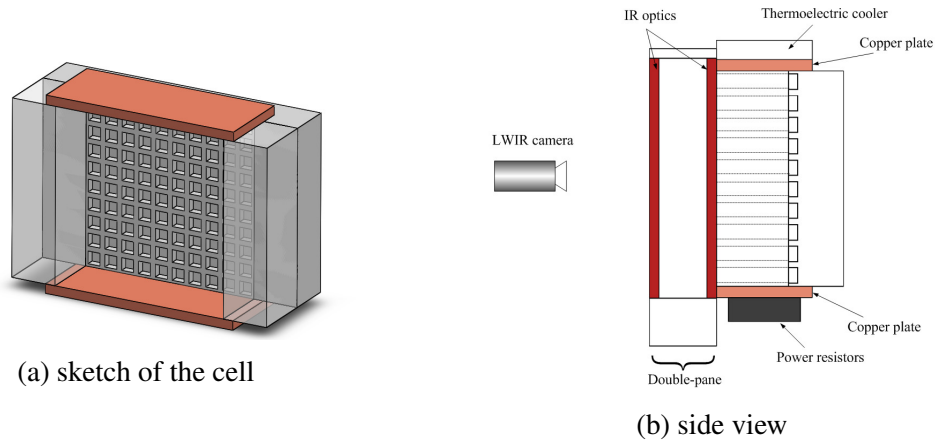 IR optics
Thermoelectric cooler
Copper plate
LWIR camera
Copper plate
Power resistors
Double-pane
(a) sketch of the cell
(b) side view